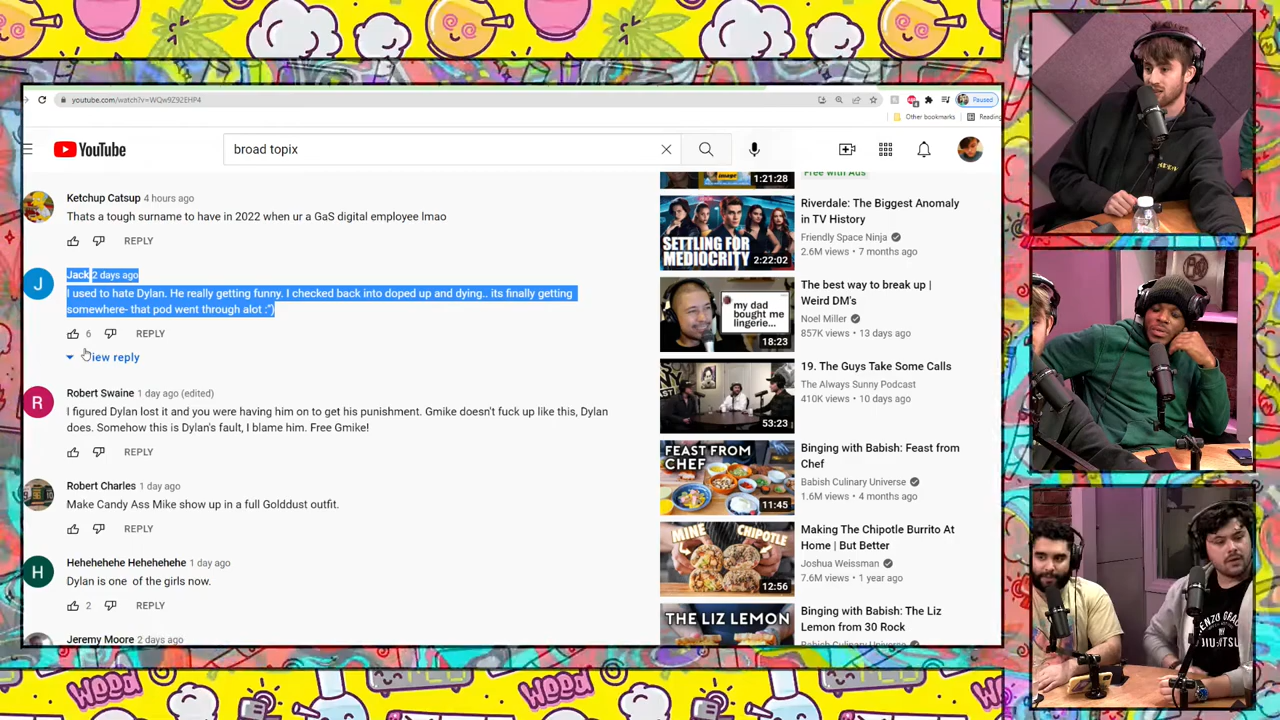 youtube.com/watch?v=WQw9Z92EHP4
Paused
Other bookmarks
Reading
YouTube
broad topix
Ketchup Catsup 4 hours ago
Thats a tough surname to have in 2022 when ur a GaS digital employee lmao
REPLY
Jack 2 days ago
I used to hate Dylan. He really getting funny. I checked back into doped up and dying.. its finally getting
somewhere- that pod went through alot :")
6 REPLY
View reply
Robert Swaine 1 day ago (edited)
I figured Dylan lost it and you were having him on to get his punishment. Gmike doesn't fuck up like this, Dylan
does. Somehow this is Dylan's fault, I blame him. Free Gmike!
REPLY
Robert Charles 1 day ago
Make Candy Ass Mike show up in a full Golddust outfit.
REPLY
Hehehehehe Hehehehehe 1 day ago
Dylan is one of the girls now.
2 REPLY
Jeremy Moore 2 days ago
J
R
H
1:21:28
Free with Ads
SETTLING FOR
MEDIOCRITY
2:22:02
Riverdale: The Biggest Anomaly
in TV History
Friendly Space Ninja
2.6M views • 7 months ago
my dad
bought me
lingerie...
18:23
The best way to break up |
Weird DM's
Noel Miller
857K views • 13 days ago
53:23
19. The Guys Take Some Calls
The Always Sunny Podcast
410K views • 10 days ago
FEAST FROM
CHEF
11:45
Binging with Babish: Feast from
Chef
Babish Culinary Universe
1.6M views • 4 months ago
MINE
CHIPOTLE
12:56
Making The Chipotle Burrito At
Home | But Better
Joshua Weissman
7.6M views • 1 year ago
THE LIZ LEMON
Binging with Babish: The Liz
Lemon from 30 Rock
Babish Culinary Universe
RENZO GRACIE
JIU-JITSU
Weed
Weed